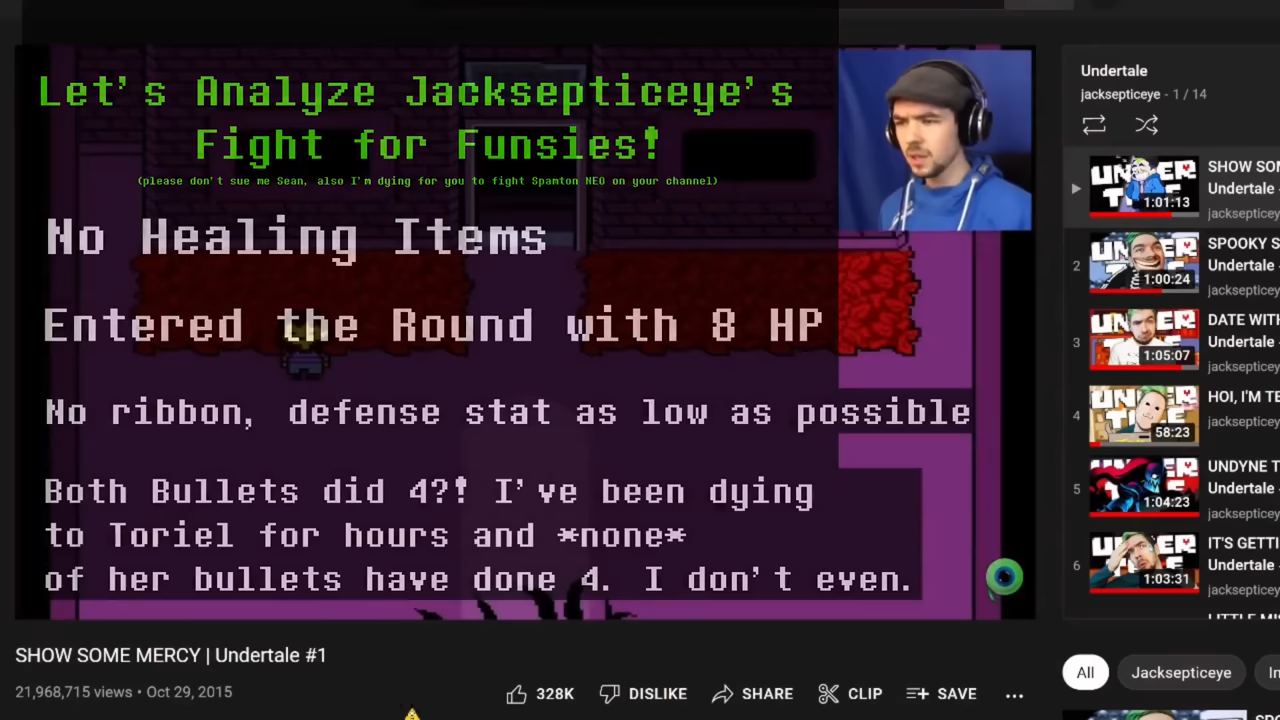 Let's Analyze Jacksepticeye's
Fight for Funsies!
(please don't sue me Sean, also I'm dying for you to fight Spamton NEO on your channel)
No Healing Items
Entered the Round with 8 HP
No ribbon, defense stat as low as possible
Both Bullets did 4?! I've been dying
to Toriel for hours and *none*
of her bullets have done 4. I don't even.
SHOW SOME MERCY | Undertale #1
21,968,715 views • Oct 29, 2015
328K
DISLIKE
SHARE
CLIP
SAVE
Undertale
jacksepticeye - 1 / 14
UNDER
1:01:13
SHOW SOM
Undertale
jacksepticey
2
1:00:24
SPOOKY S
Undertale
jacksepticey
3
1:05:07
DATE WITH
Undertale
jacksepticey
4
58:23
HOI, I'M TE
Undertale
jacksepticey
5
1:04:23
UNDYNE T
Undertale
jacksepticey
6
1:03:31
IT'S GETTI
Undertale
jacksepticey
All
Jacksepticeye